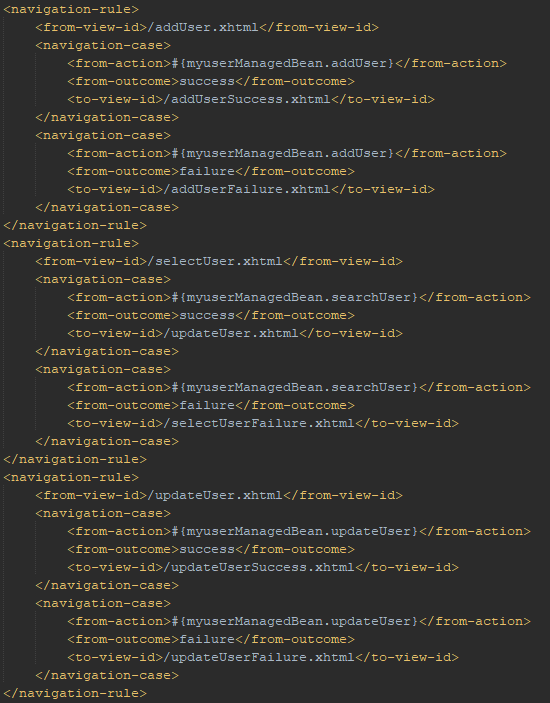 <navigation-rule>
    <from-view-id>/addUser.xhtml</from-view-id>
    <navigation-case>
        <from-action>#{myuserManagedBean.addUser}</from-action>
        <from-outcome>success</from-outcome>
        <to-view-id>/addUserSuccess.xhtml</to-view-id>
    </navigation-case>
    <navigation-case>
        <from-action>#{myuserManagedBean.addUser}</from-action>
        <from-outcome>failure</from-outcome>
        <to-view-id>/addUserFailure.xhtml</to-view-id>
    </navigation-case>
</navigation-rule>
<navigation-rule>
    <from-view-id>/selectUser.xhtml</from-view-id>
    <navigation-case>
        <from-action>#{myuserManagedBean.searchUser}</from-action>
        <from-outcome>success</from-outcome>
        <to-view-id>/updateUser.xhtml</to-view-id>
    </navigation-case>
    <navigation-case>
        <from-action>#{myuserManagedBean.searchUser}</from-action>
        <from-outcome>failure</from-outcome>
        <to-view-id>/selectUserFailure.xhtml</to-view-id>
    </navigation-case>
</navigation-rule>
<navigation-rule>
    <from-view-id>/updateUser.xhtml</from-view-id>
    <navigation-case>
        <from-action>#{myuserManagedBean.updateUser}</from-action>
        <from-outcome>success</from-outcome>
        <to-view-id>/updateUserSuccess.xhtml</to-view-id>
    </navigation-case>
    <navigation-case>
        <from-action>#{myuserManagedBean.updateUser}</from-action>
        <from-outcome>failure</from-outcome>
        <to-view-id>/updateUserFailure.xhtml</to-view-id>
    </navigation-case>
</navigation-rule>